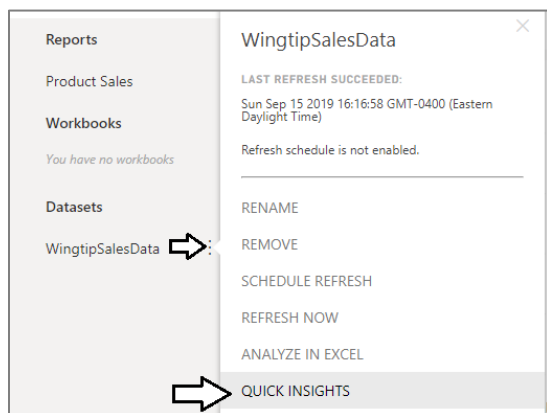 Reports
Product Sales
Workbooks
You have no workbooks
Datasets
WingtipSalesData
WingtipSalesData
LAST REFRESH SUCCEEDED:
Sun Sep 15 2019 16:16:58 GMT-0400 (Eastern
Daylight Time)
Refresh schedule is not enabled.
RENAME
REMOVE
SCHEDULE REFRESH
REFRESH NOW
ANALYZE IN EXCEL
QUICK INSIGHTS